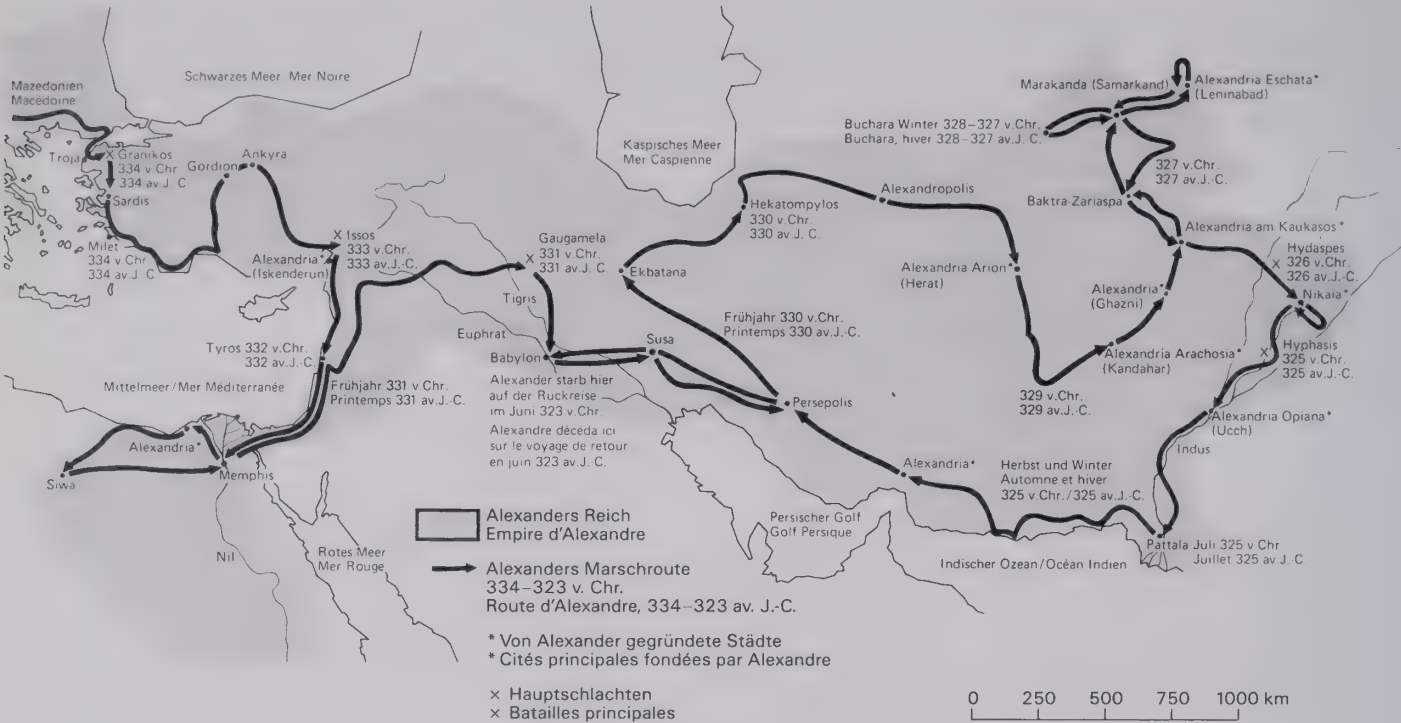 Mazedonien
Macédoine
Schwarzes Meer Mer Noire
Troja
× Granikos
334 v Chr
334 av J. C
Gordion
Ankyra
Sardis
Milet
334 v Chr.
334 av J. C
Alexandria*
(Iskenderun)
× Issos
333 v.Chr.
333 av.J.-C.
Tyros 332 v.Chr.
332 av.J.-C.
Mittelmeer/Mer Méditerranée
Frühjahr 331 v.Chr.
Printemps 331 av.J.-C.
Alexandria*
Siwa
Memphis
Nil
Rotes Meer
Mer Rouge
Kaspisches Meer
Mer Caspienne
Gaugamela
× 331 v.Chr.
331 av.J. C.
Tigris
Euphrat
Babylon
Susa
Ekbatana
Hekatompylos
330 v.Chr.
330 av.J. C.
Frühjahr 330 v.Chr.
Printemps 330 av.J.-C.
Persepolis
Alexander starb hier
auf der Ruckreise
im Juni 323 v.Chr.
Alexandre décéda ici
sur le voyage de retour
en juin 323 av.J. C.
Persischer Golf
Golf Persique
Marakanda (Samarkand)
Alexandria Eschata*
(Leninabad)
Buchara Winter 328–327 v.Chr.
Buchara, hiver 328–327 av.J. C.
327 v.Chr.
327 av.J.-C.
Baktra-Zariaspa
Alexandropolis
Alexandria am Kaukasos*
Hydaspes
× 326 v.Chr.
326 av.J.-C.
Nikaia*
Alexandria Arion*
(Herat)
Alexandria*
(Ghazni)
Alexandria Arachosia*
(Kandahar)
329 v.Chr.
329 av.J.-C.
× Hyphasis
325 v.Chr.
325 av.J.-C.
Alexandria Opiana*
(Ucch)
Indus
Alexandria*
Herbst und Winter
Automne et hiver
325 v.Chr./325 av.J.-C.
Pattala Juli 325 v Chr
Juillet 325 av.J-C
Indischer Ozean/Océan Indien
Alexanders Reich
Empire d'Alexandre
Alexanders Marschroute
334–323 v. Chr.
Route d'Alexandre, 334–323 av. J.-C.
* Von Alexander gegründete Städte
* Cités principales fondées par Alexandre
× Hauptschlachten
× Batailles principales
0 250 500 750 1000 km